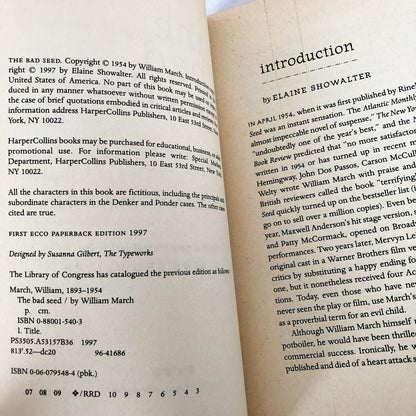 THE BAD SEED. Copyright © 1954 by William March. Introduction
right © 1997 by Elaine Showalter. All rights reserved. Printed in
United States of America. No part of this book may be used or
duced in any manner whatsoever without written permission
the case of brief quotations embodied in critical articles and review
information address HarperCollins Publishers, 10 East 53rd Street,
York, NY 10022.
HarperCollins books may be purchased for educational, business, or sale
promotional use. For information please write: Special Mark
Department, HarperCollins Publishers, 10 East 53rd Street, New
10022.
All the characters in this book are fictitious, including the principal and
subordinate characters in the Denker and Ponder cases. The other cases
cited are true.
FIRST ECCO PAPERBACK EDITION 1997
Designed by Susanna Gilbert, The Typeworks
The Library of Congress has catalogued the previous edition as follows:
March, William, 1893–1954
The bad seed / by William March
p. cm.
ISBN 0-88001-540-3
I. Title.
PS3505.A53157B36 1997
813'.52—dc20 96-41686
ISBN 0-06-079548-4 (pbk.)
07 08 09 ❖/RRD 10 9 8 7 6 5 4 3
introduction
by ELAINE SHOWALTER
IN APRIL 1954, when it was first published by Rine
Seed was an instant sensation. The Atlantic Month
almost impeccable novel of suspense," The New Yo
"undoubtedly one of the year's best," and the N
Book Review predicted that "no more satisfactory
written in 1954 or has turned up in recent m
Hemingway, John Dos Passos, Carson McCull
Welty wrote William March with praise and
British reviewers called the book "terrifying
Seed quickly turned up on the bestseller list (
go on to sell over a million copies). Even bef
year, Maxwell Anderson's hit stage version,
and Patty McCormack, opened on Broad
performances. Two years later, Mervyn Le
original cast in a Warner Brothers film
critics by substituting a happy ending fo
one, but it nonetheless received four Ac
Today, even those who have neve
never seen the play or film, use March's
as a proverbial term for an evil child.
Although William March himself
potboiler, he would have been thrilled
commercial success. Ironically, he w
published and died of a heart attack s